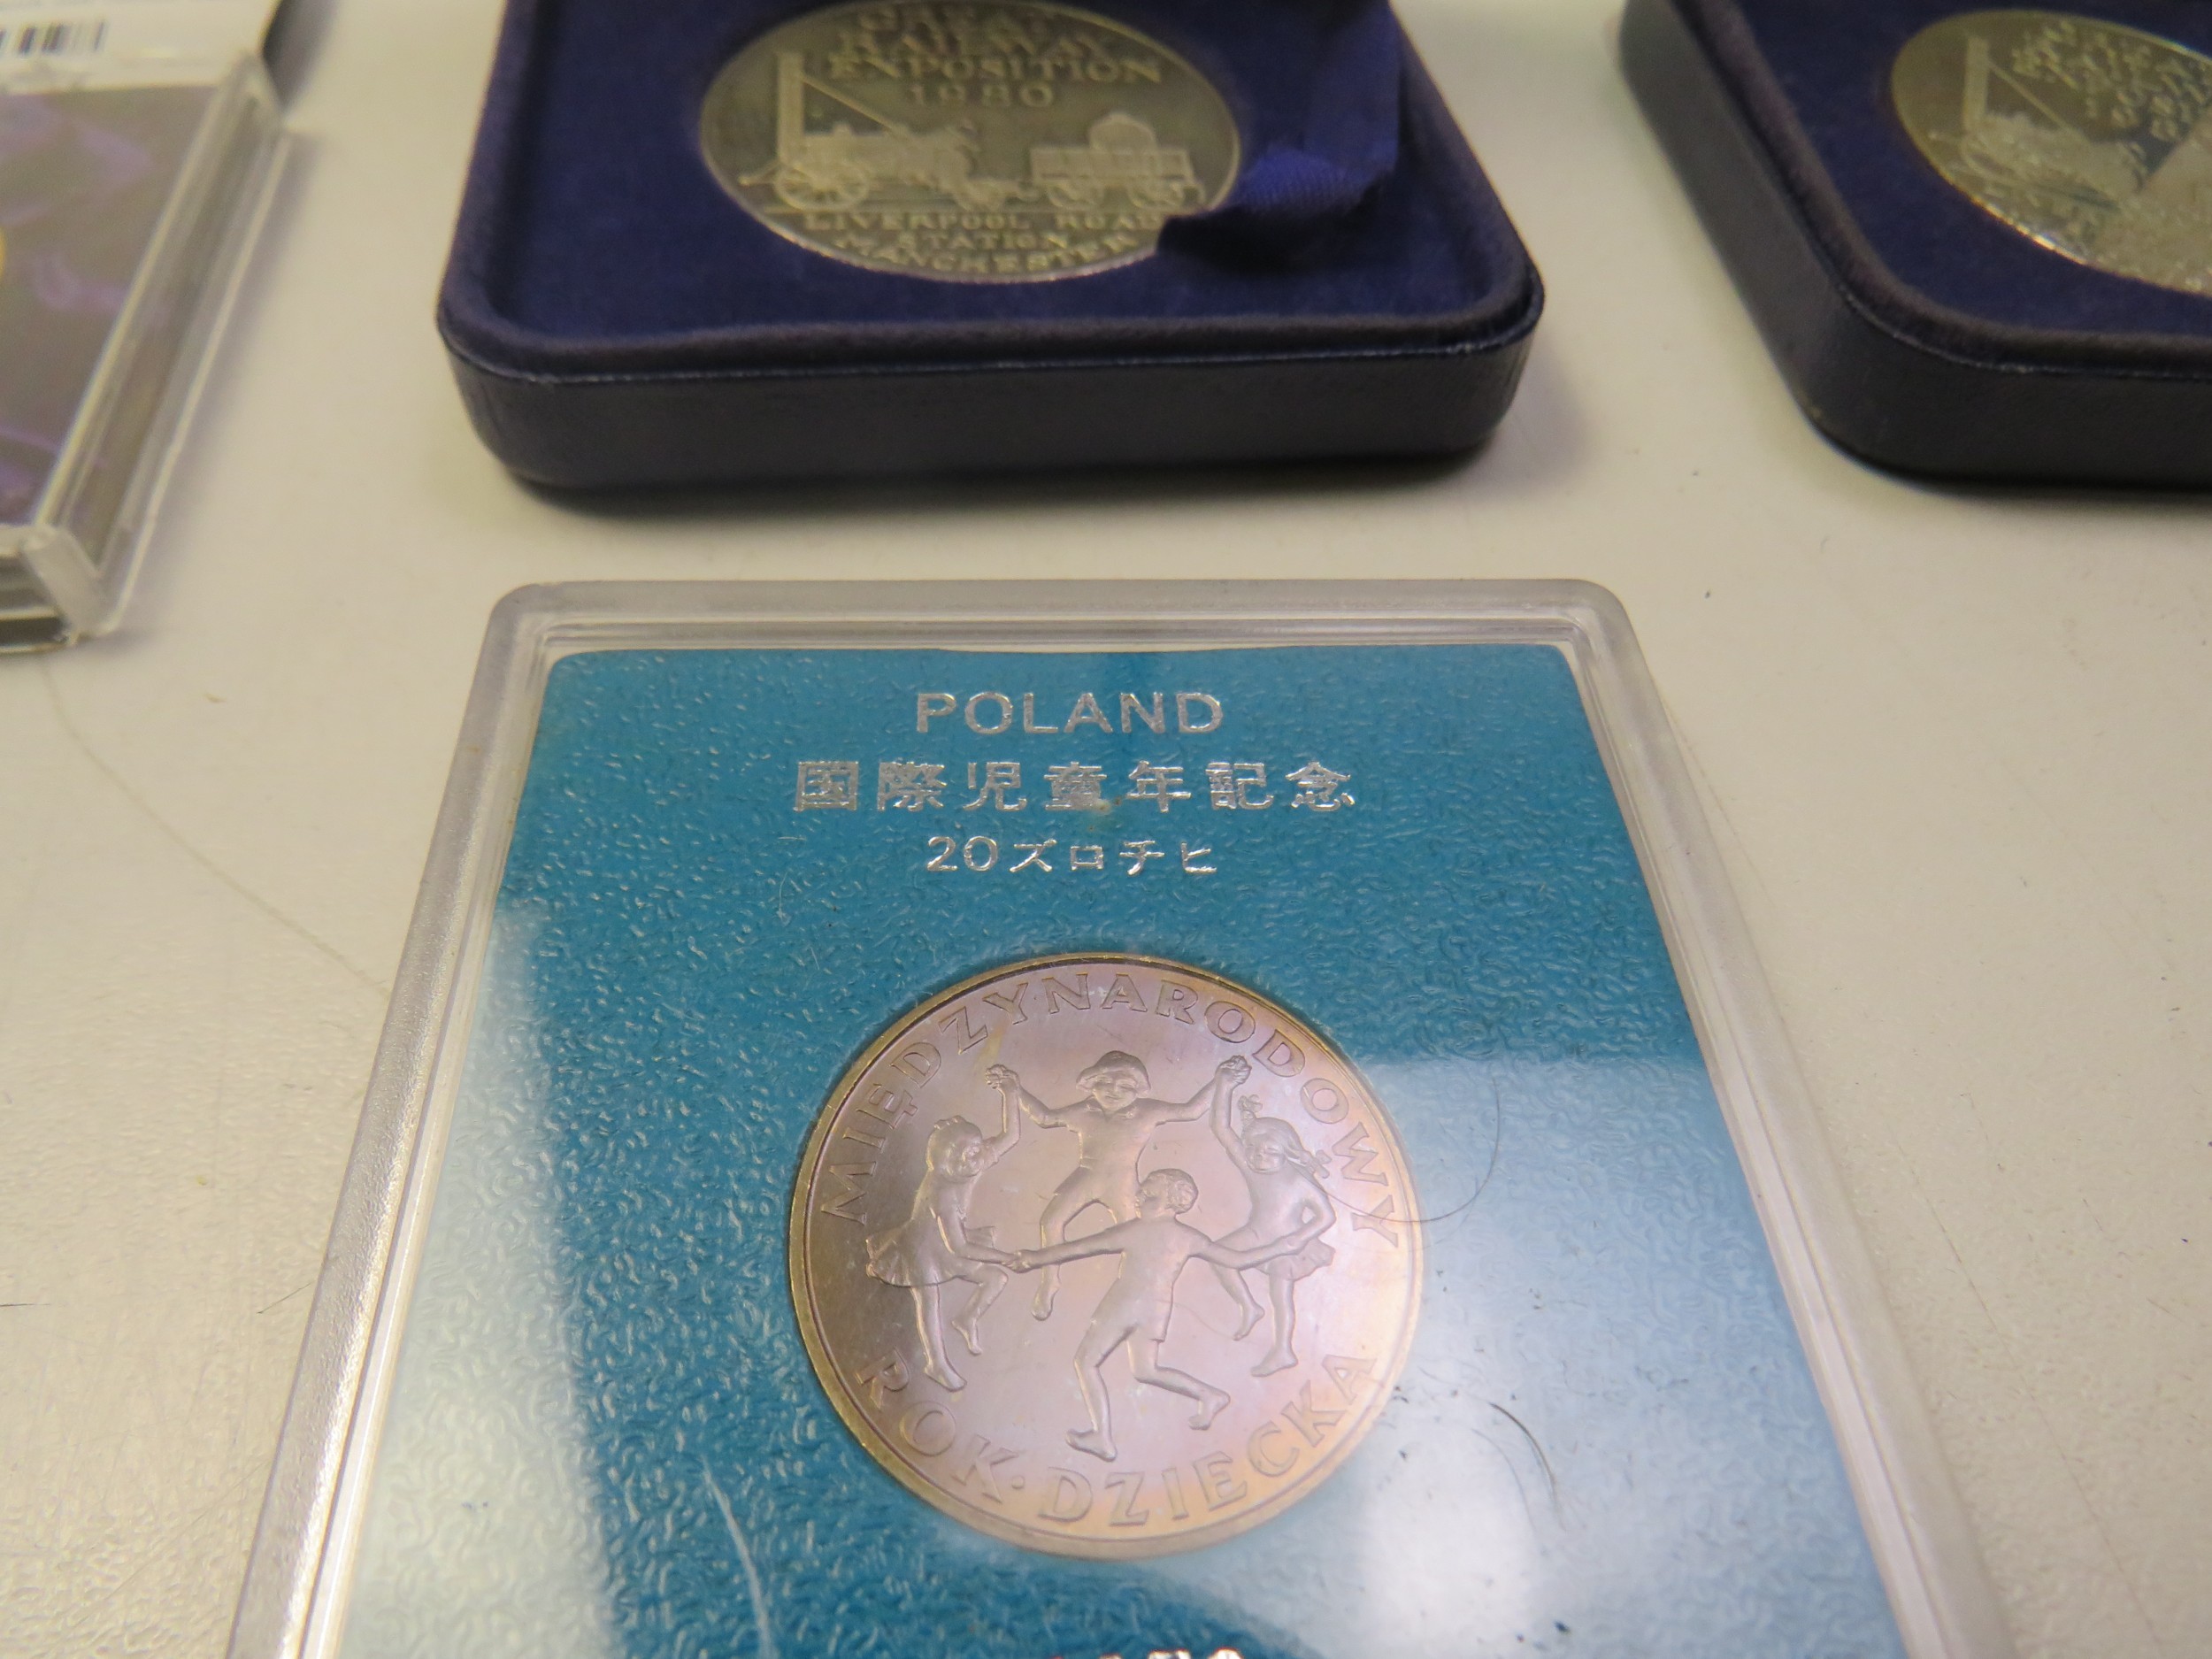 GREAT
RAILWAY
EXPOSITION
1980
LIVERPOOL ROAD
STATION
MANCHESTER
POLAND
国際児童年記念
20ズロチヒ
MIĘDZYNARODOWY
ROK·DZIECKA